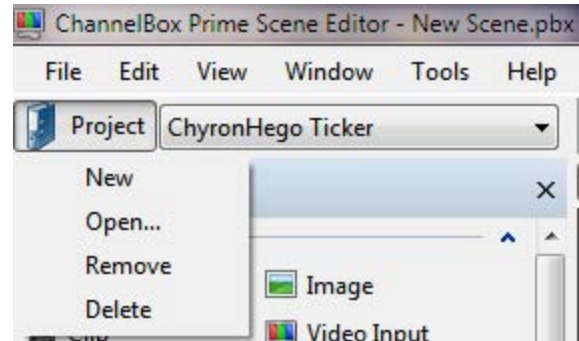 ChannelBox Prime Scene Editor - New Scene.pbx
File Edit View Window Tools Help
Project ChyronHego Ticker
New
Open...
Remove
Image
Delete
Clip
Video Input